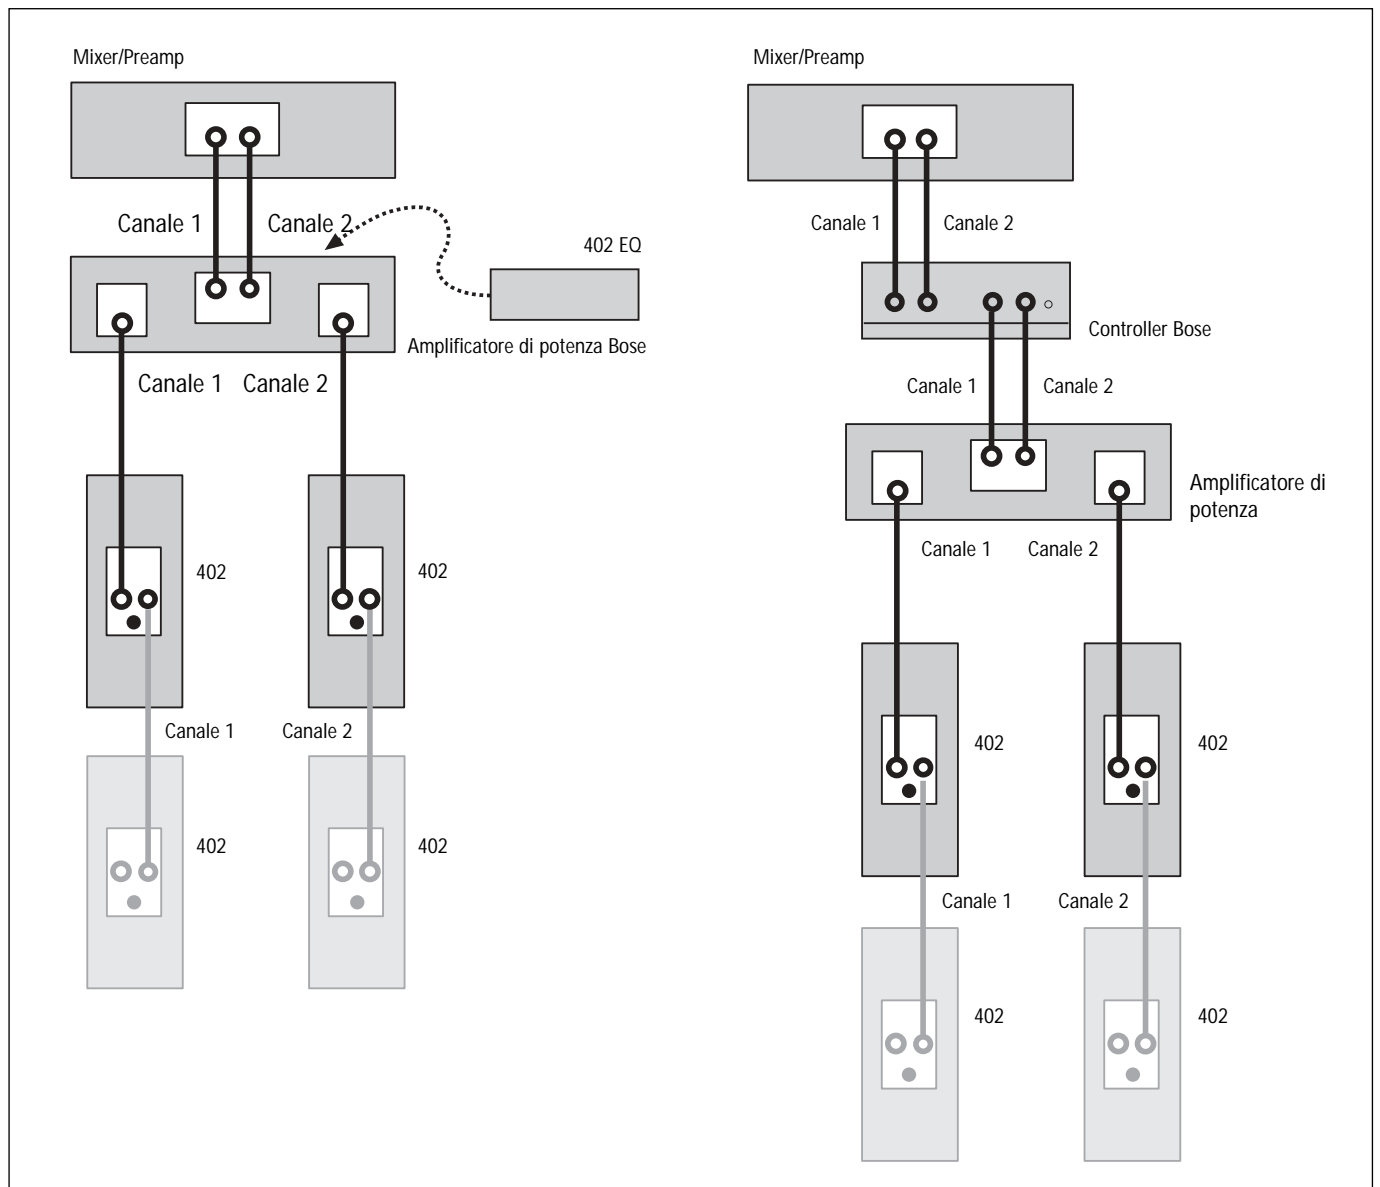 Mixer/Preamp
Canale 1 Canale 2
402 EQ
Amplificatore di potenza Bose
Canale 1 Canale 2
402 402
Canale 1 Canale 2
402 402
Mixer/Preamp
Canale 1 Canale 2
Controller Bose
Canale 1 Canale 2
Amplificatore di
potenza
Canale 1 Canale 2
402 402
Canale 1 Canale 2
402 402